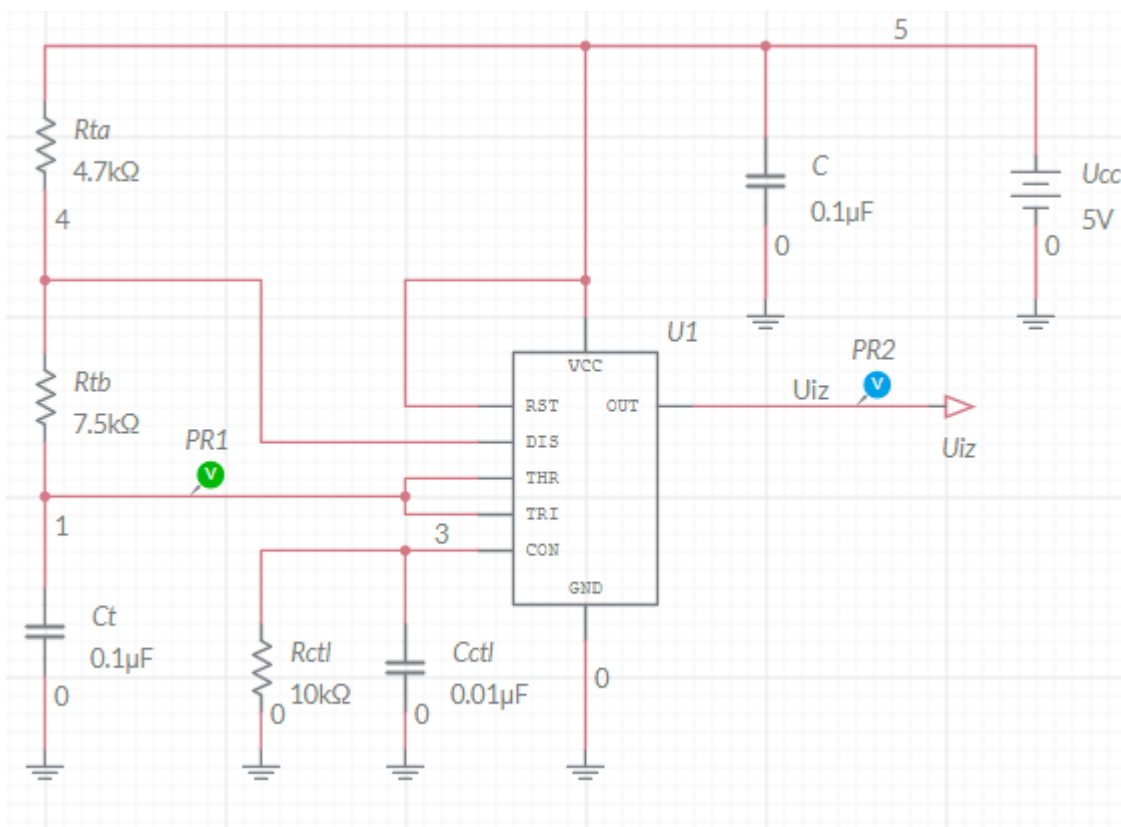 5
Rta
4.7kΩ
C
0.1μF
Ucc
5V
4
0
0
U1
VCC
PR2
V
Rtb
7.5kΩ
RST
OUT
Uiz
PR1
V
DIS
Uiz
THR
1
TRI
3
CON
GND
Ct
0.1μF
Rctl
10kΩ
Cctl
0.01μF
0
0
0
0